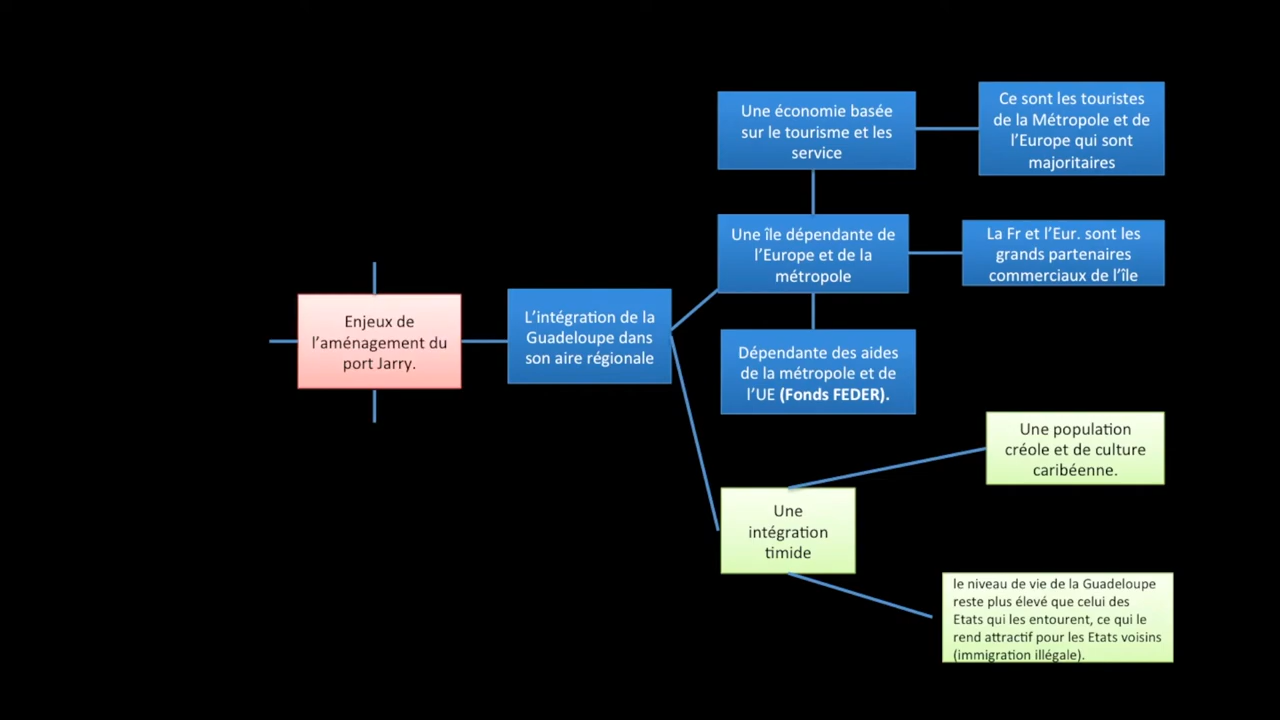 Une économie basée
sur le tourisme et les
service
Ce sont les touristes
de la Métropole et de
l’Europe qui sont
majoritaires
Une île dépendante de
l’Europe et de la
métropole
La Fr et l’Eur. sont les
grands partenaires
commerciaux de l’île
Enjeux de
l’aménagement du
port Jarry.
L’intégration de la
Guadeloupe dans
son aire régionale
Dépendante des aides
de la métropole et de
l’UE (Fonds FEDER).
Une population
créole et de culture
caribéenne.
Une
intégration
timide
le niveau de vie de la Guadeloupe
reste plus élevé que celui des
Etats qui les entourent, ce qui le
rend attractif pour les Etats voisins
(immigration illégale).